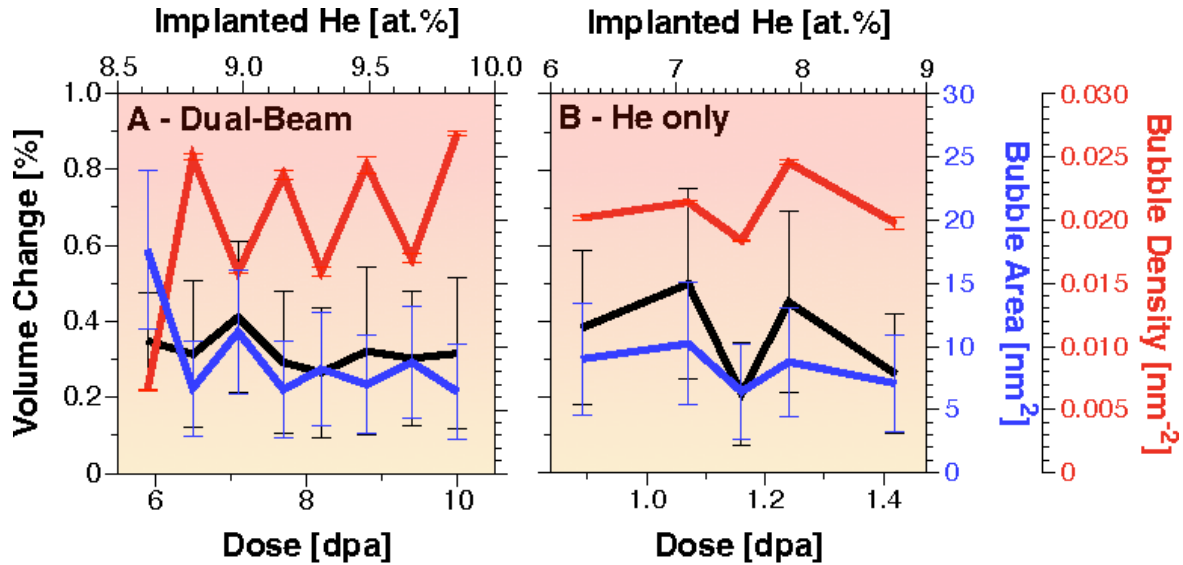 Implanted He [at.%]
Implanted He [at.%]
8.5 9.0 9.5 10.0
6 7 8 9
A - Dual-Beam
B - He only
Volume Change [%]
1.0
0.8
0.6
0.4
0.2
0
30
25
20
15
10
5
0
Bubble Area [nm²]
0.030
0.025
0.020
0.015
0.010
0.005
0
Bubble Density [nm⁻²]
6 8 10
1.0 1.2 1.4
Dose [dpa]
Dose [dpa]